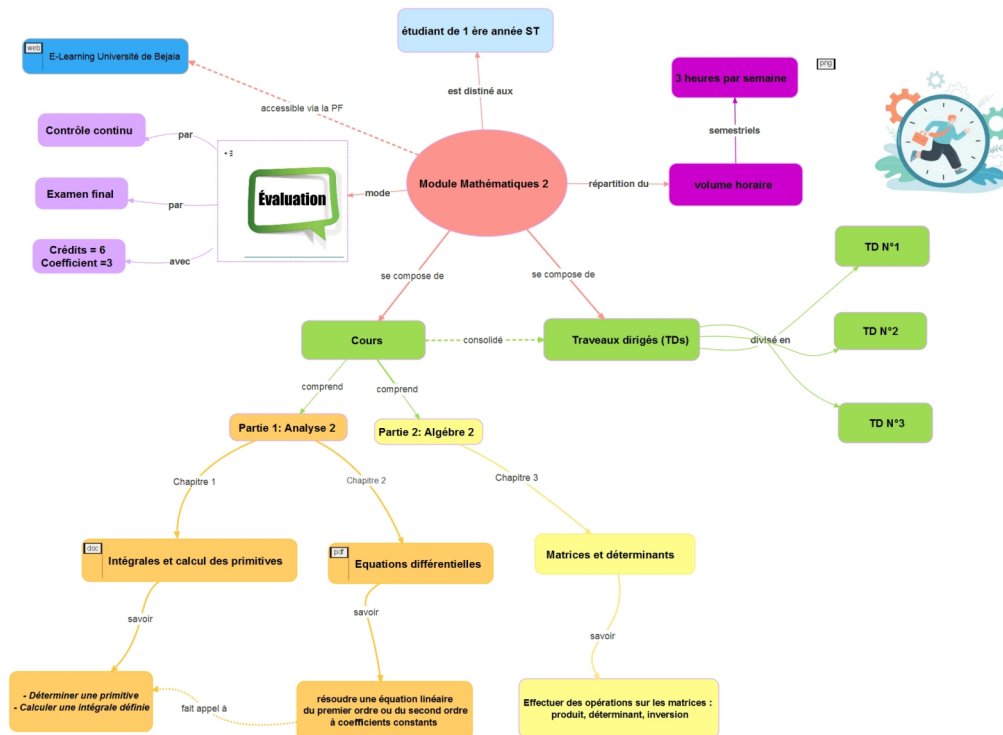 étudiant de 1 ère année ST
web
E-Learning Université de Bejaia
3 heures par semaine
png
est distiné aux
accessible via la PF
semestriels
Contrôle continu
par
Module Mathématiques 2
répartition du
volume horaire
Évaluation
mode
Examen final
par
Crédits = 6
Coefficient =3
avec
TD N°1
se compose de
se compose de
Cours
consolidé
Traveaux dirigés (TDs)
divisé en
TD N°2
comprend
comprend
Partie 1: Analyse 2
Partie 2: Algébre 2
TD N°3
Chapitre 1
Chapitre 2
Chapitre 3
doc
Intégrales et calcul des primitives
pdf
Equations différentielles
Matrices et déterminants
savoir
savoir
savoir
- Déterminer une primitive
- Calculer une intégrale définie
fait appel à
résoudre une équation linéaire
du premier ordre ou du second ordre
à coefficients constants
Effectuer des opérations sur les matrices :
produit, déterminant, inversion